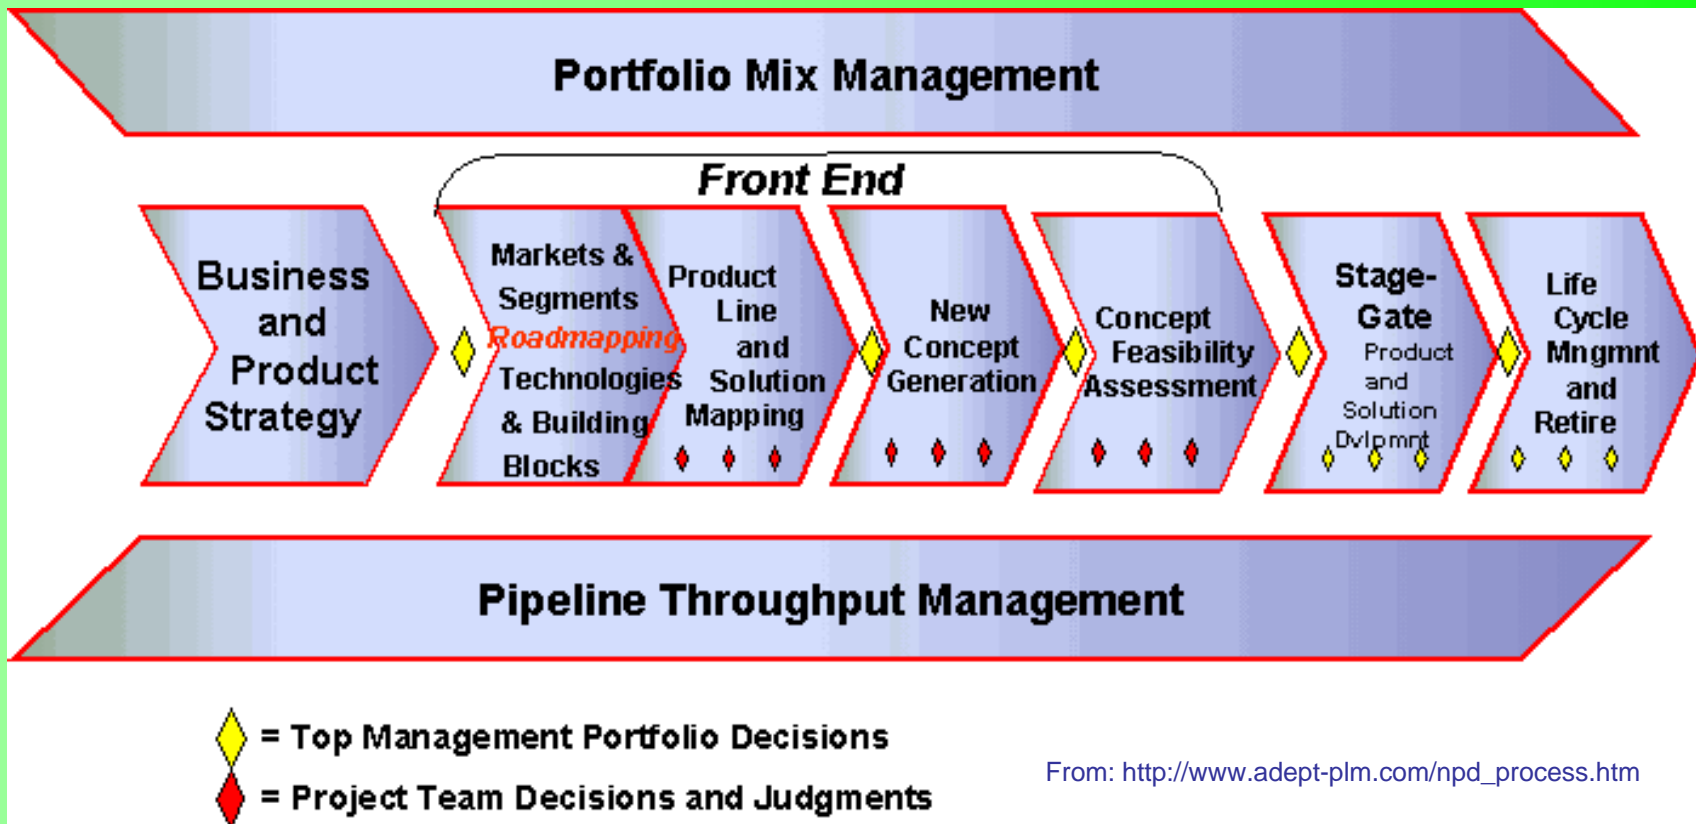 Portfolio Mix Management
Front End
Business
and
Product
Strategy
Markets &
Segments
Roadmapping
Technologies
& Building
Blocks
Product
Line
and
Solution
Mapping
New
Concept
Generation
Concept
Feasibility
Assessment
Stage-
Gate
Product
and
Solution
Dvlpmnt
Life
Cycle
Mngmnt
and
Retire
Pipeline Throughput Management
= Top Management Portfolio Decisions
= Project Team Decisions and Judgments
From: http://www.adept-plm.com/npd_process.htm